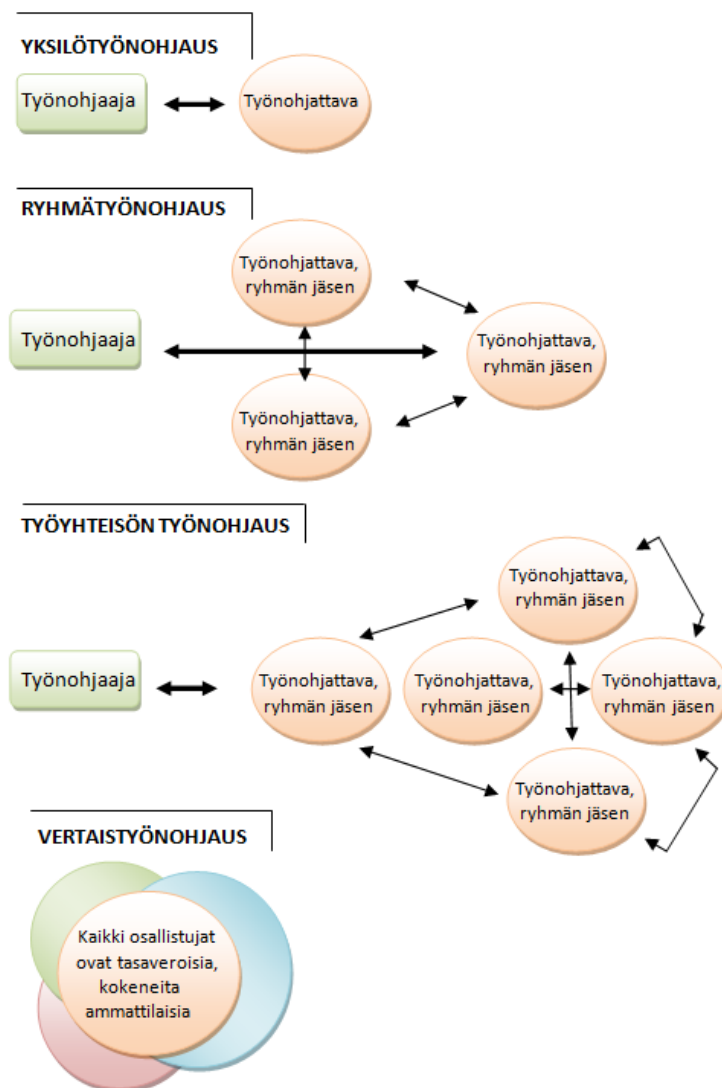 YKSILÖTYÖNOHJAUS
Työnohjaaja
Työnohjattava
RYHMÄTYÖNOHJAUS
Työnohjattava,
ryhmän jäsen
Työnohjaaja
Työnohjattava,
ryhmän jäsen
Työnohjattava,
ryhmän jäsen
TYÖYHTEISÖN TYÖNOHJAUS
Työnohjattava,
ryhmän jäsen
Työnohjaaja
Työnohjattava,
ryhmän jäsen
Työnohjattava,
ryhmän jäsen
Työnohjattava,
ryhmän jäsen
Työnohjattava,
ryhmän jäsen
VERTAISTYÖNOHJAUS
Kaikki osallistujat
ovat tasaveroisia,
kokeneita
ammattilaisia